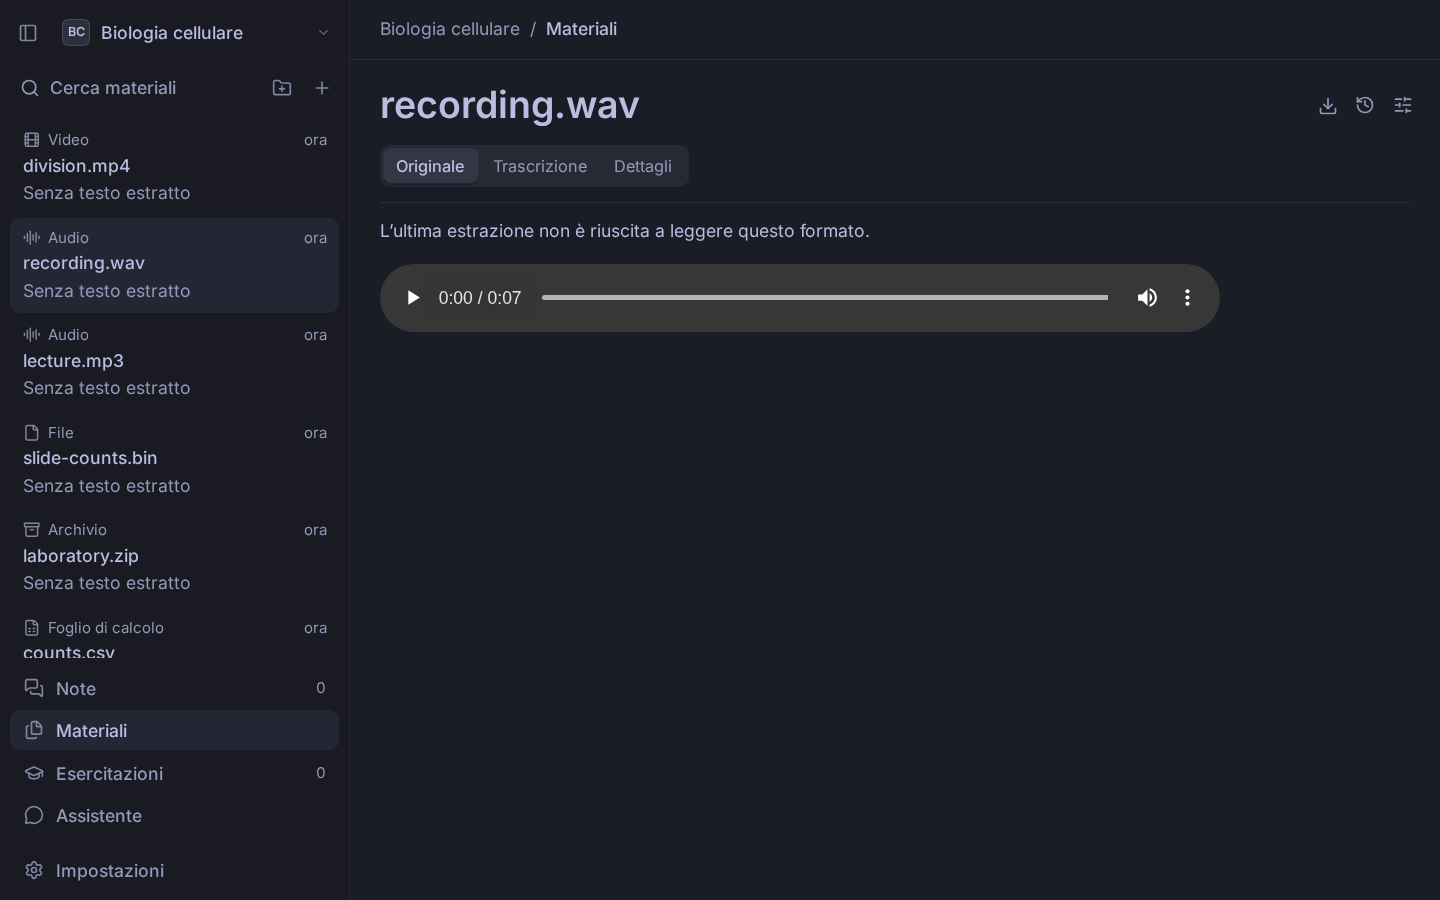 BC Biologia cellulare
Cerca materiali
Video ora
division.mp4
Senza testo estratto
Audio ora
recording.wav
Senza testo estratto
Audio ora
lecture.mp3
Senza testo estratto
File ora
slide-counts.bin
Senza testo estratto
Archivio ora
laboratory.zip
Senza testo estratto
Foglio di calcolo ora
counts.csv
Note 0
Materiali
Esercitazioni 0
Assistente
Impostazioni
Biologia cellulare / Materiali
recording.wav
Originale Trascrizione Dettagli
L’ultima estrazione non è riuscita a leggere questo formato.
0:00 / 0:07